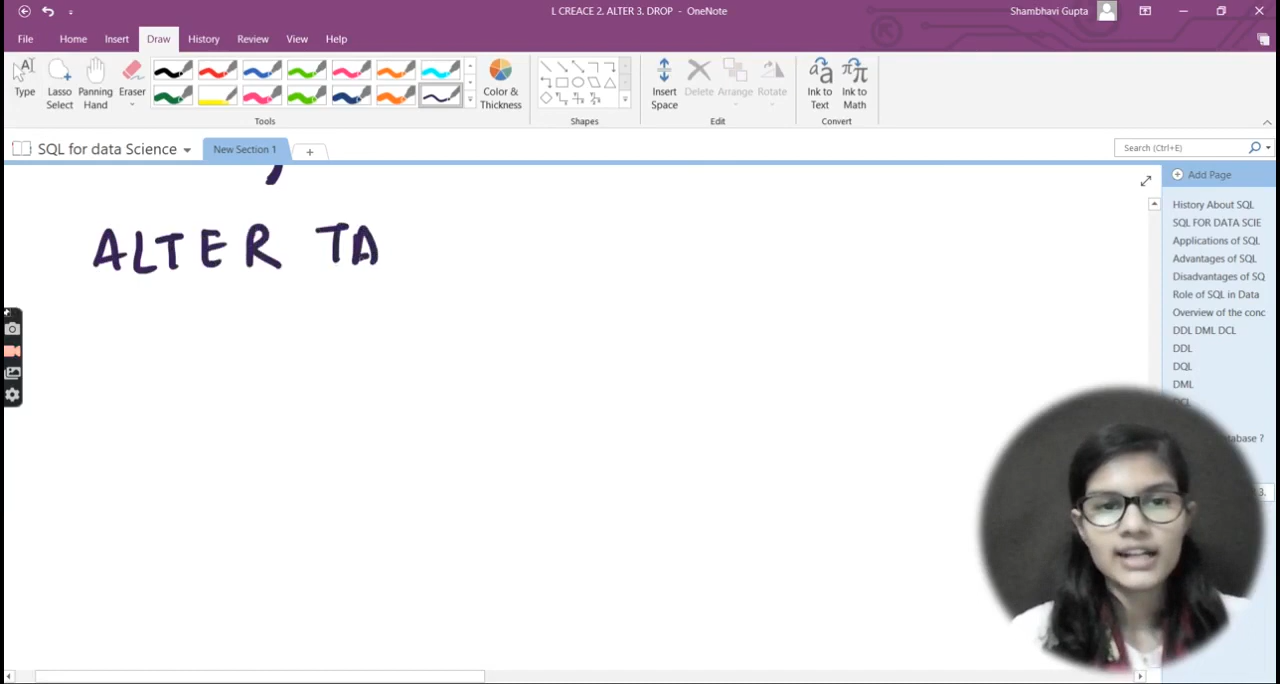 L CREACE 2. ALTER 3. DROP - OneNote
Shambhavi Gupta
File Home Insert Draw History Review View Help
Type
Lasso Select
Panning Hand
Eraser
Color & Thickness
Insert Space
Delete
Arrange
Rotate
Ink to Text
Ink to Math
Tools
Shapes
Edit
Convert
SQL for data Science
New Section 1
Search (Ctrl+E)
Add Page
ALTER TA
History About SQL
SQL FOR DATA SCIE
Applications of SQL
Advantages of SQL
Disadvantages of SQ
Role of SQL in Data
Overview of the conc
DDL DML DCL
DDL
DQL
DML
DCL
tabase ?
3.